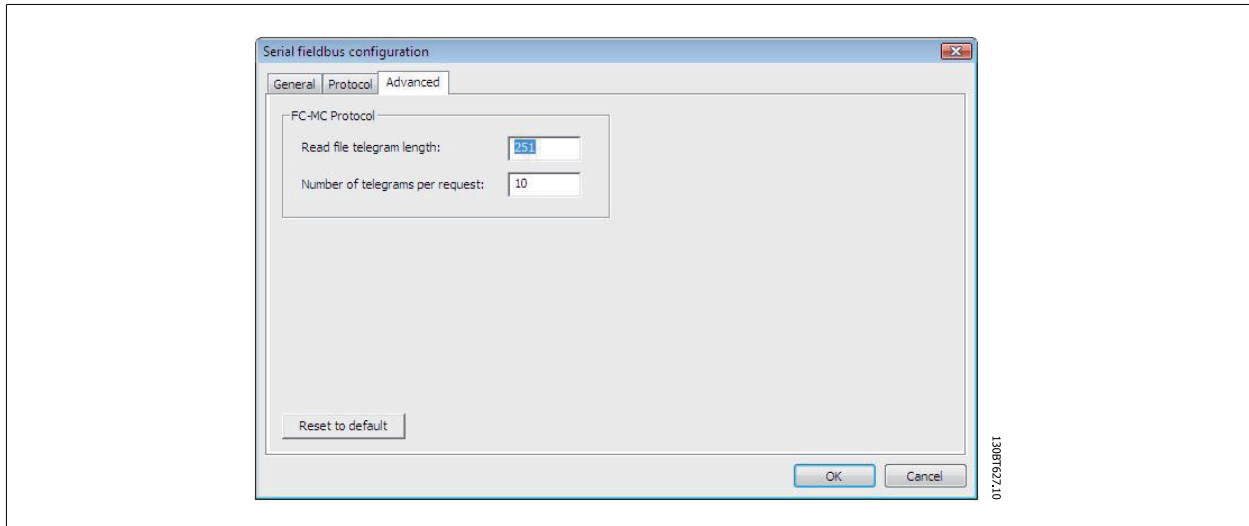 Serial fieldbus configuration
General Protocol Advanced
FC-MC Protocol
Read file telegram length: 251
Number of telegrams per request: 10
Reset to default
OK Cancel
130BT627.10